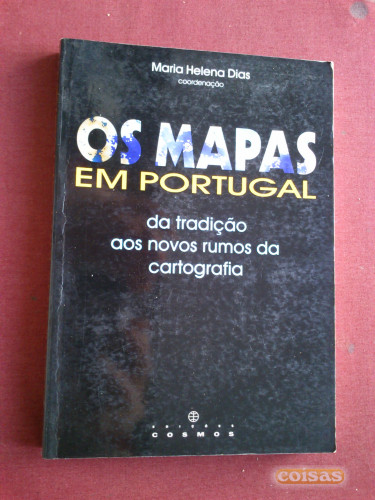 Maria Helena Dias
coordenação
OS MAPAS
EM PORTUGAL
da tradição
aos novos rumos da
cartografia
EDIÇÕES
COSMOS
coisas